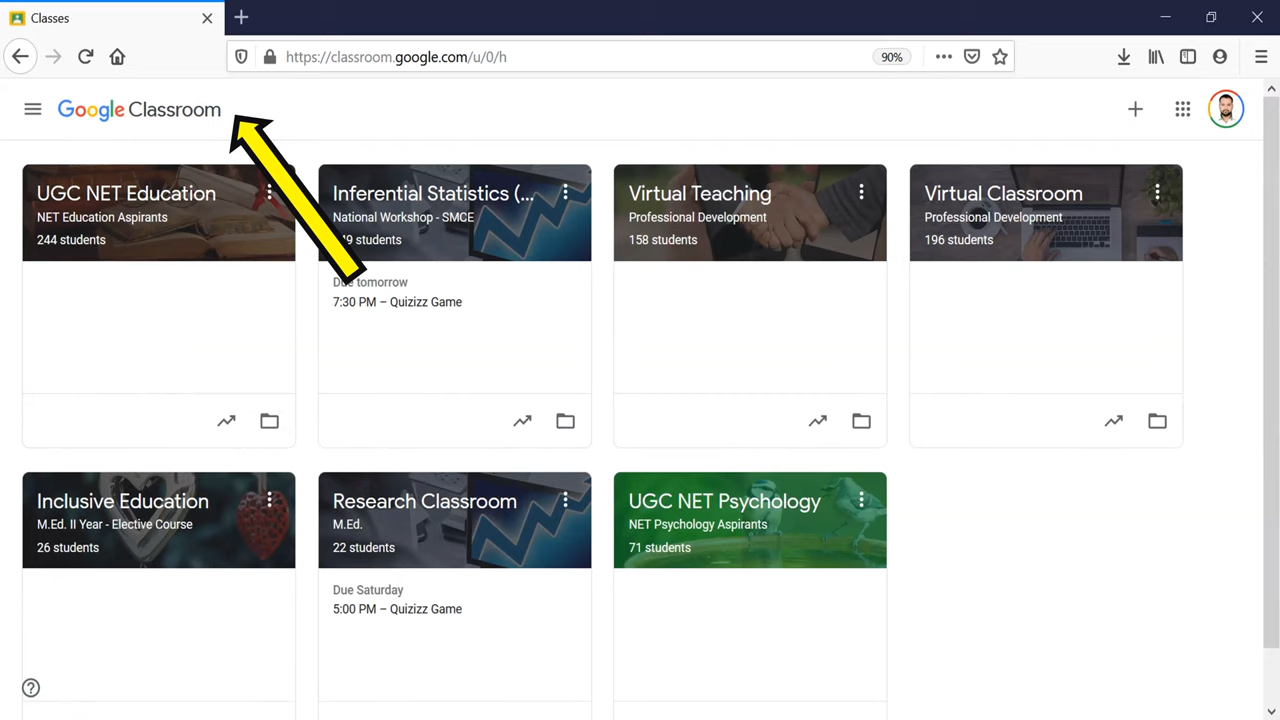 Classes
https://classroom.google.com/u/0/h
90%
Google Classroom
UGC NET Education
NET Education Aspirants
244 students
Inferential Statistics (...
National Workshop - SMCE
students
Due tomorrow
7:30 PM – Quizizz Game
Virtual Teaching
Professional Development
158 students
Virtual Classroom
Professional Development
196 students
Inclusive Education
M.Ed. II Year - Elective Course
26 students
Research Classroom
M.Ed.
22 students
Due Saturday
5:00 PM – Quizizz Game
UGC NET Psychology
NET Psychology Aspirants
71 students